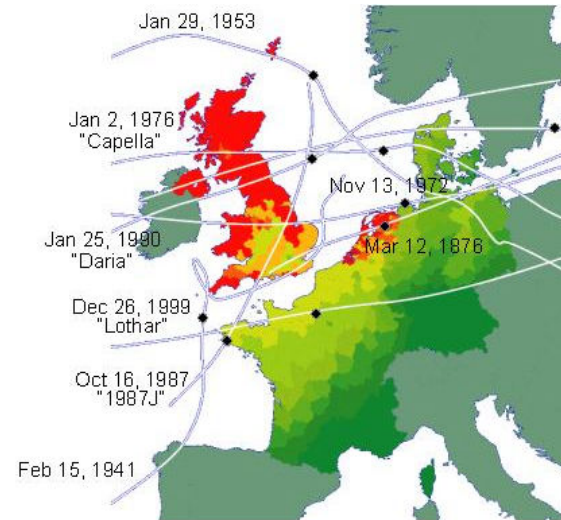 Jan 29, 1953
Jan 2, 1976
"Capella"
Nov 13, 1972
Jan 25, 1990
"Daria"
Mar 12, 1876
Dec 26, 1999
"Lothar"
Oct 16, 1987
"1987J"
Feb 15, 1941